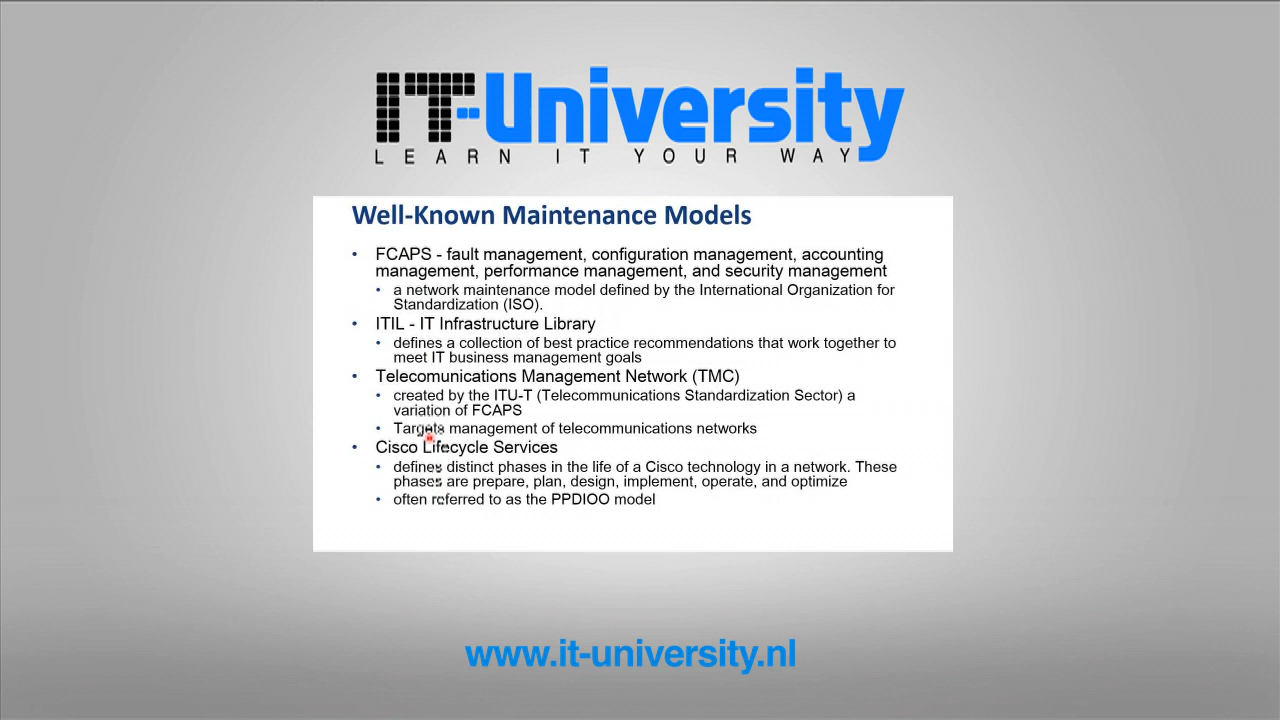 IT-University
LEARN IT YOUR WAY
Well-Known Maintenance Models
• FCAPS - fault management, configuration management, accounting
management, performance management, and security management
• a network maintenance model defined by the International Organization for
Standardization (ISO).
• ITIL - IT Infrastructure Library
• defines a collection of best practice recommendations that work together to
meet IT business management goals
• Telecomunications Management Network (TMC)
• created by the ITU-T (Telecommunications Standardization Sector) a
variation of FCAPS
• Targets management of telecommunications networks
• Cisco Lifecycle Services
• defines distinct phases in the life of a Cisco technology in a network. These
phases are prepare, plan, design, implement, operate, and optimize
• often referred to as the PPDIOO model
www.it-university.nl